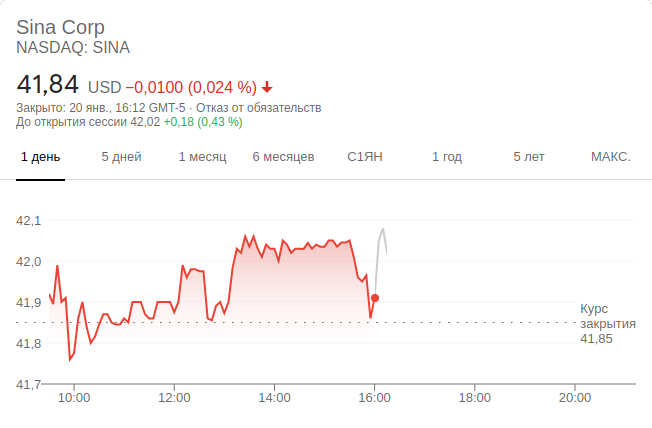 Sina Corp
NASDAQ: SINA
41,84 USD −0,0100 (0,024 %)
Закрыто: 20 янв., 16:12 GMT-5 · Отказ от обязательств
До открытия сессии 42,02 +0,18 (0,43 %)
1 день 5 дней 1 месяц 6 месяцев С1ЯН 1 год 5 лет МАКС.
42,1
42,0
41,9
Курс
закрытия
41,85
41,8
41,7
10:00 12:00 14:00 16:00 18:00 20:00